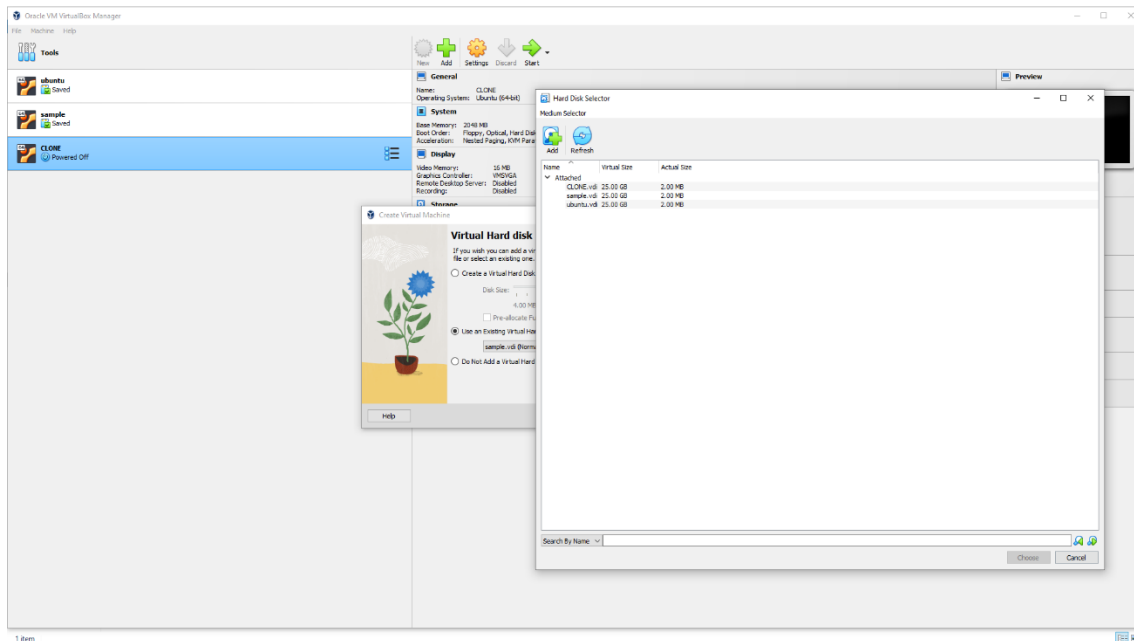 Oracle VM VirtualBox Manager
File Machine Help
Tools
New Add Settings Discard Start
ubuntu
Saved
sample
Saved
CLONE
Powered Off
General
Name: CLONE
Operating System: Ubuntu (64-bit)
System
Base Memory: 2048 MB
Boot Order: Floppy, Optical, Hard Disk
Acceleration: Nested Paging, KVM Para
Display
Video Memory: 16 MB
Graphics Controller: VMSVGA
Remote Desktop Server: Disabled
Recording: Disabled
Storage
Preview
Create Virtual Machine
Virtual Hard disk
If you wish you can add a vir
file or select an existing one.
Create a Virtual Hard Disk
Disk Size:
4.00 MB
Pre-allocate Fu
Use an Existing Virtual Ha
sample.vdi (Norma
Do Not Add a Virtual Hard
Help
Hard Disk Selector
Medium Selector
Add Refresh
Name Virtual Size Actual Size
Attached
CLONE.vdi 25.00 GB 2.00 MB
sample.vdi 25.00 GB 2.00 MB
ubuntu.vdi 25.00 GB 2.00 MB
Search By Name
Choose Cancel
1 item